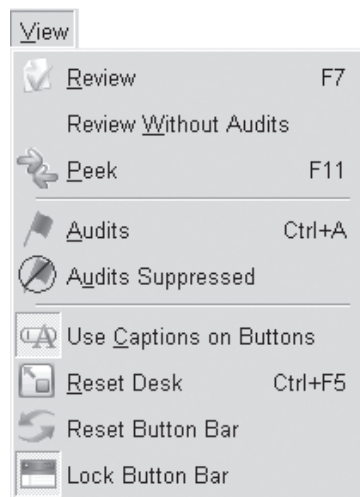 View
Review F7
Review Without Audits
Peek F11
Audits Ctrl+A
Audits Suppressed
Use Captions on Buttons
Reset Desk Ctrl+F5
Reset Button Bar
Lock Button Bar